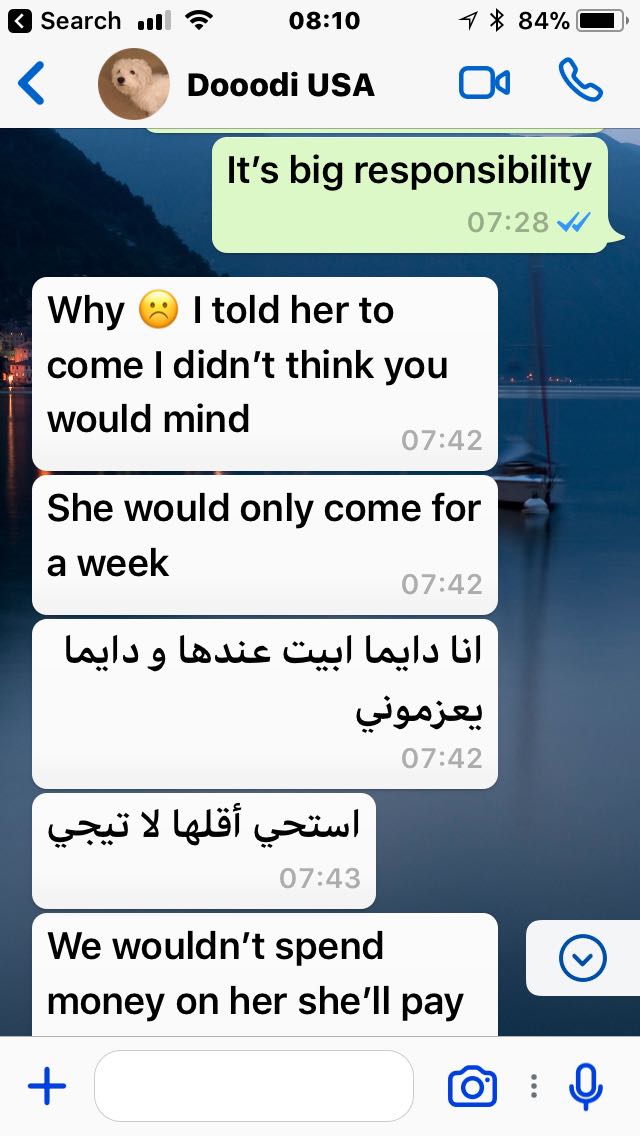 Search 08:10 84%
Dooodi USA
It’s big responsibility
07:28
Why ☹️ I told her to
come I didn’t think you
would mind
07:42
She would only come for
a week
07:42
انا دايما ابيت عندها و دايما
يعزموني
07:42
استحي أقلها لا تيجي
07:43
We wouldn’t spend
money on her she’ll pay